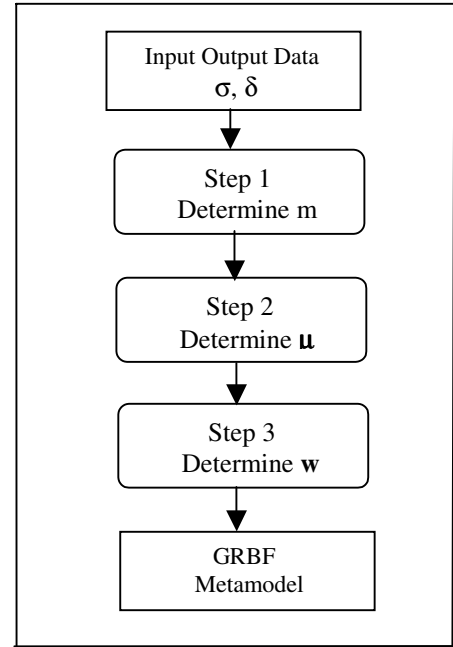 Input Output Data
σ, δ
Step 1
Determine m
Step 2
Determine μ
Step 3
Determine w
GRBF
Metamodel